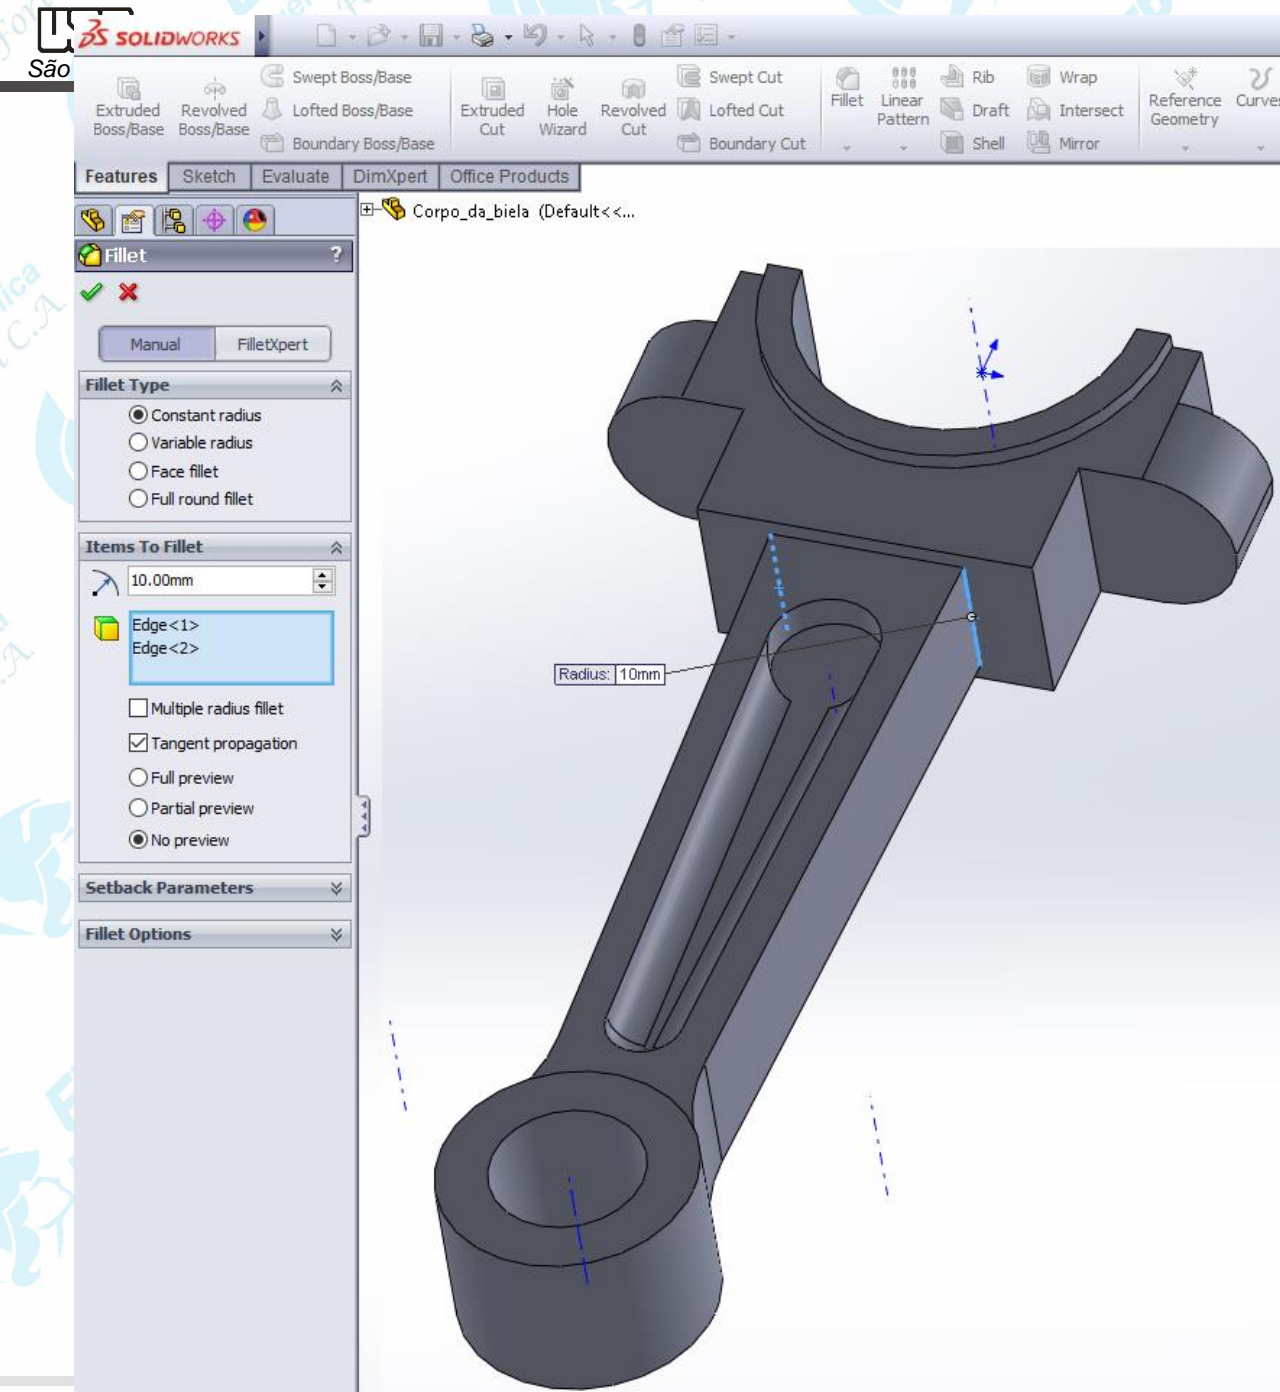 USP
São
SOLIDWORKS
Extruded Boss/Base
Revolved Boss/Base
Swept Boss/Base
Lofted Boss/Base
Boundary Boss/Base
Extruded Cut
Hole Wizard
Revolved Cut
Swept Cut
Lofted Cut
Boundary Cut
Fillet
Linear Pattern
Rib
Draft
Shell
Wrap
Intersect
Mirror
Reference Geometry
Curves
Features Sketch Evaluate DimXpert Office Products
Corpo_da_biela (Default<<...
Fillet ?
Manual FilletXpert
Fillet Type
Constant radius
Variable radius
Face fillet
Full round fillet
Items To Fillet
10.00mm
Edge<1>
Edge<2>
Radius: 10mm
Multiple radius fillet
Tangent propagation
Full preview
Partial preview
No preview
Setback Parameters
Fillet Options